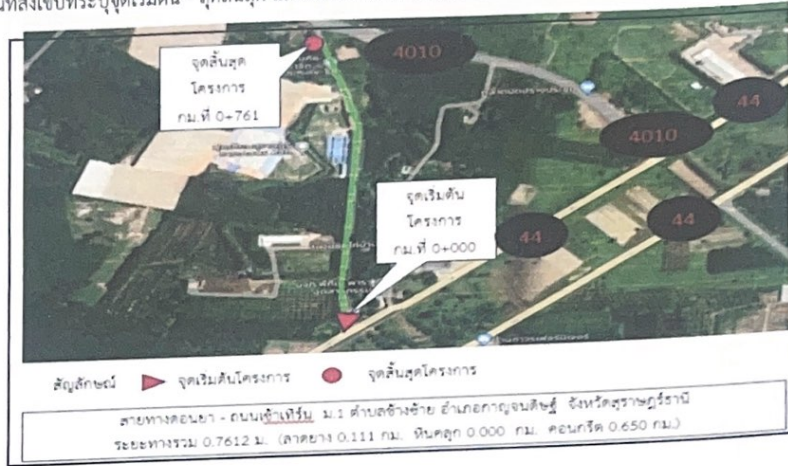 จุดสิ้นสุด
โครงการ
กม.ที่ 0+761
4010
44
4010
จุดเริ่มต้น
โครงการ
กม.ที่ 0+000
44
44
สัญลักษณ์ จุดเริ่มต้นโครงการ จุดสิ้นสุดโครงการ
สายทางดอนยา - ถนนเซ้าเทิร์น ม.1 ตำบลช้างซ้าย อำเภอกาญจนดิษฐ์ จังหวัดสุราษฎร์ธานี
ระยะทางรวม 0.7612 ม. (ลาดยาง 0.111 กม. หินคลุก 0.000 กม. คอนกรีต 0.650 กม.)